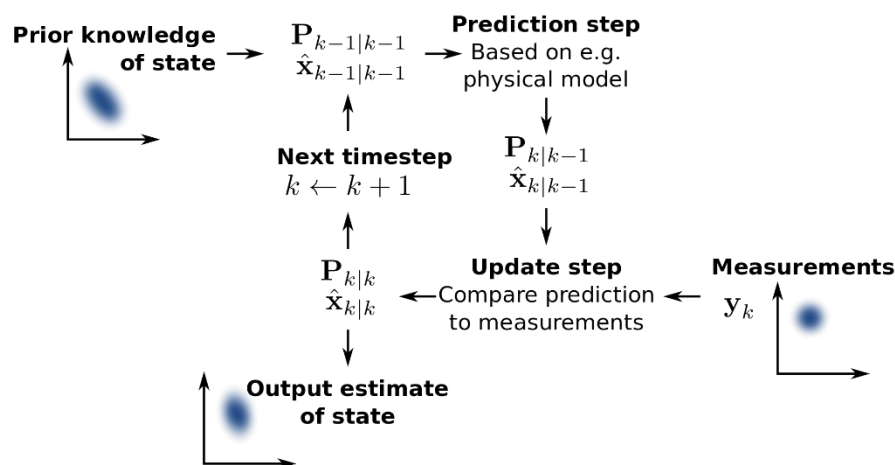 Prior knowledge
of state
P_{k−1|k−1}
x̂_{k−1|k−1}
Prediction step
Based on e.g.
physical model
P_{k|k−1}
x̂_{k|k−1}
Next timestep
k ← k + 1
P_{k|k}
x̂_{k|k}
Update step
Compare prediction
to measurements
Measurements
y_k
Output estimate
of state